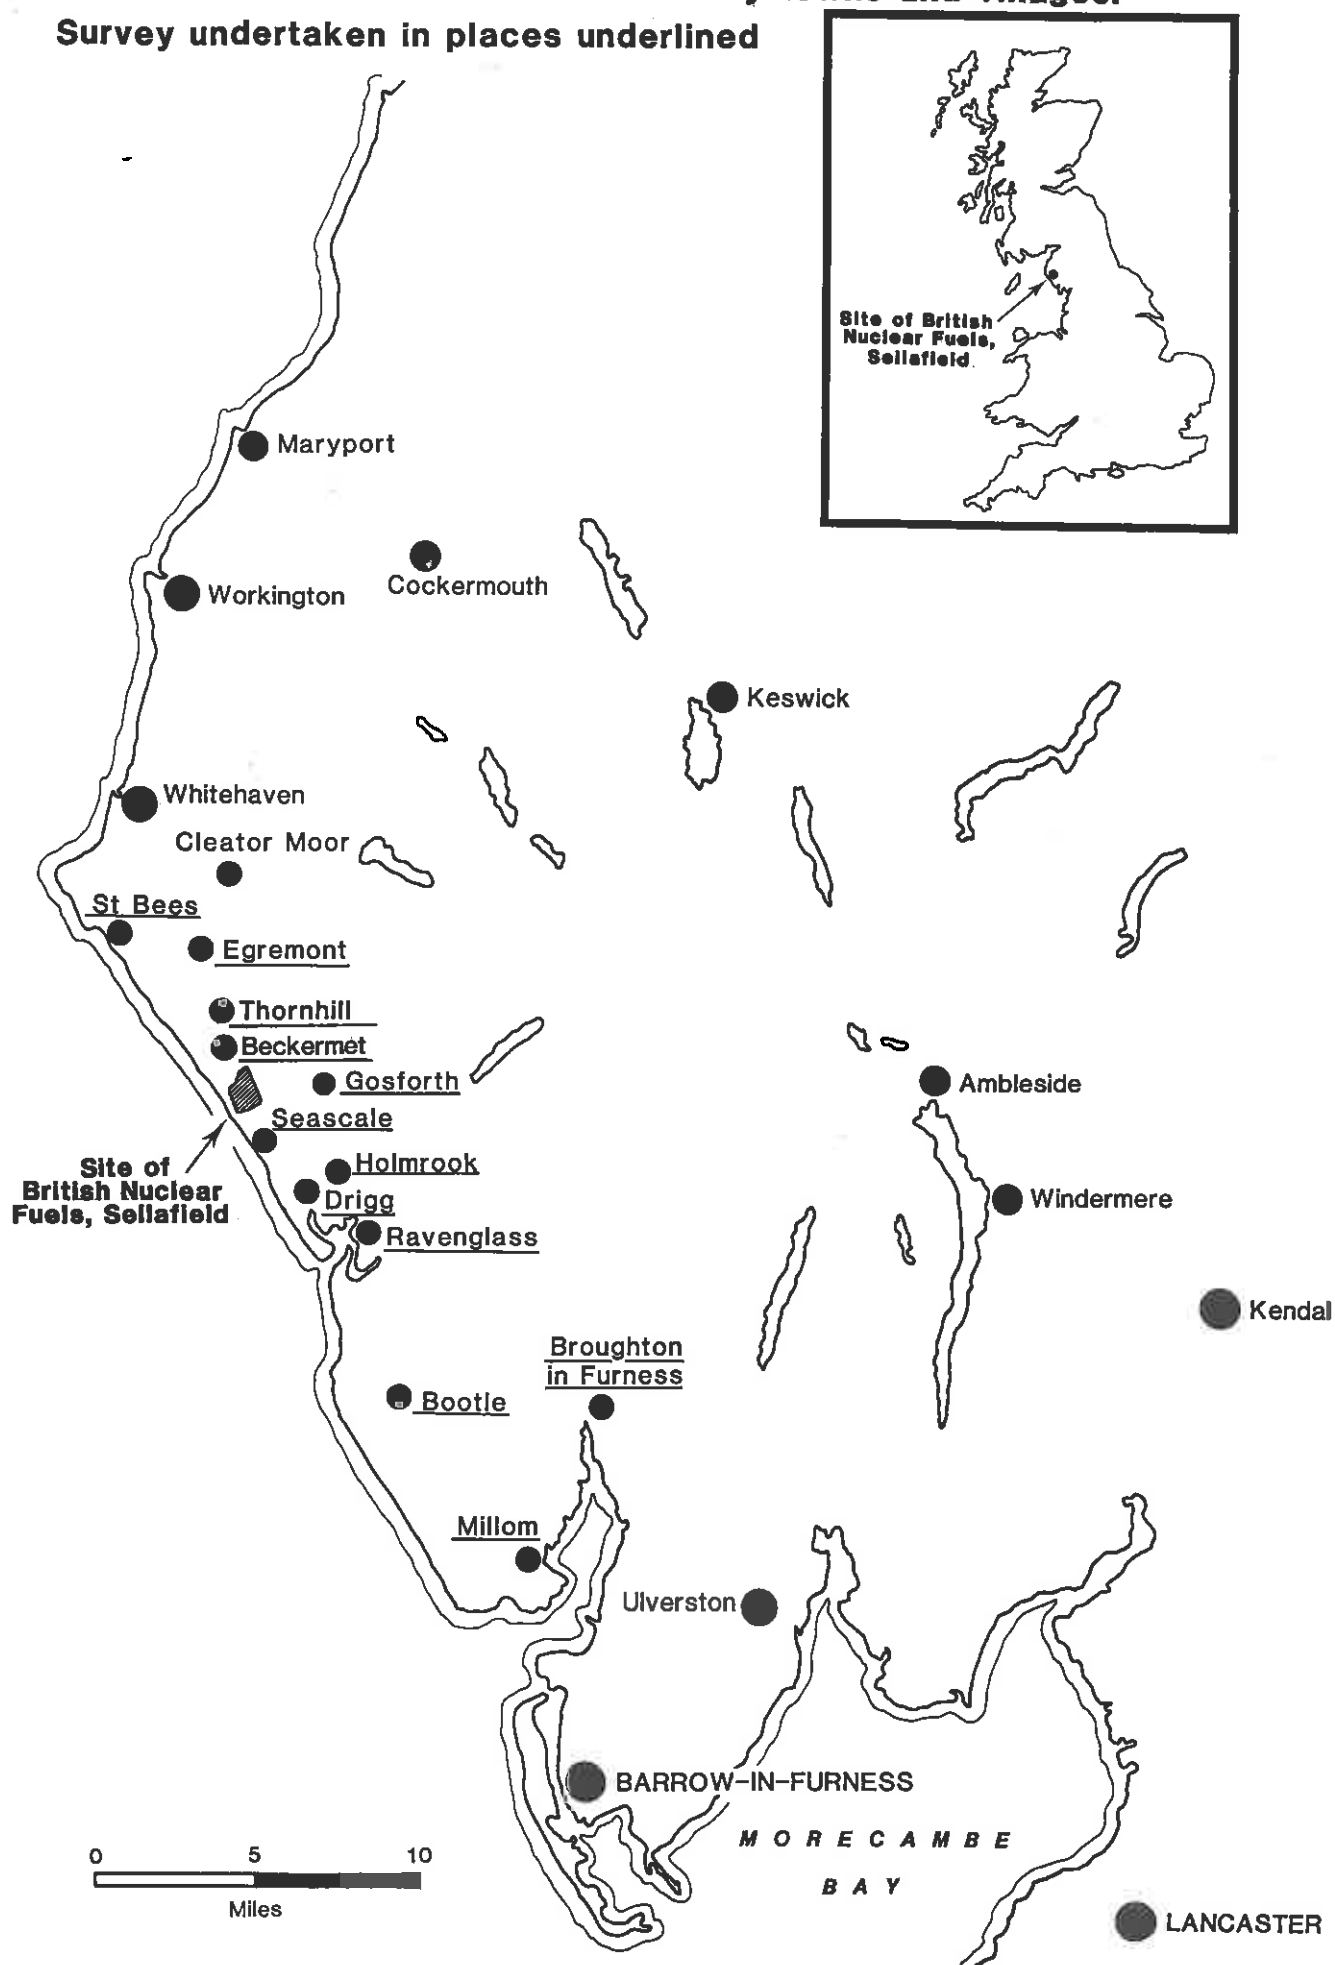 Survey undertaken in places underlined
Site of British
Nuclear Fuels,
Sellafield
Maryport
Cockermouth
Workington
Keswick
Whitehaven
Cleator Moor
St Bees
Egremont
Thornhill
Beckermet
Gosforth
Ambleside
Seascale
Holmrook
Site of
British Nuclear
Fuels, Sellafield
Drigg
Windermere
Ravenglass
Kendal
Broughton
in Furness
Bootle
Millom
Ulverston
BARROW-IN-FURNESS
MORECAMBE
BAY
0 5 10
Miles
LANCASTER